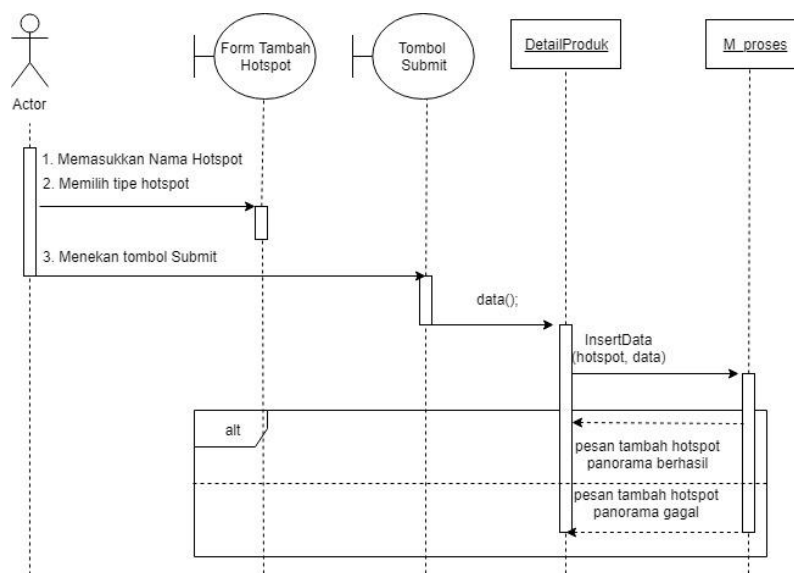 Form Tambah
Hotspot
Tombol
Submit
DetailProduk
M_proses
Actor
1. Memasukkan Nama Hotspot
2. Memilih tipe hotspot
3. Menekan tombol Submit
data();
InsertData
(hotspot, data)
alt
pesan tambah hotspot
panorama berhasil
pesan tambah hotspot
panorama gagal